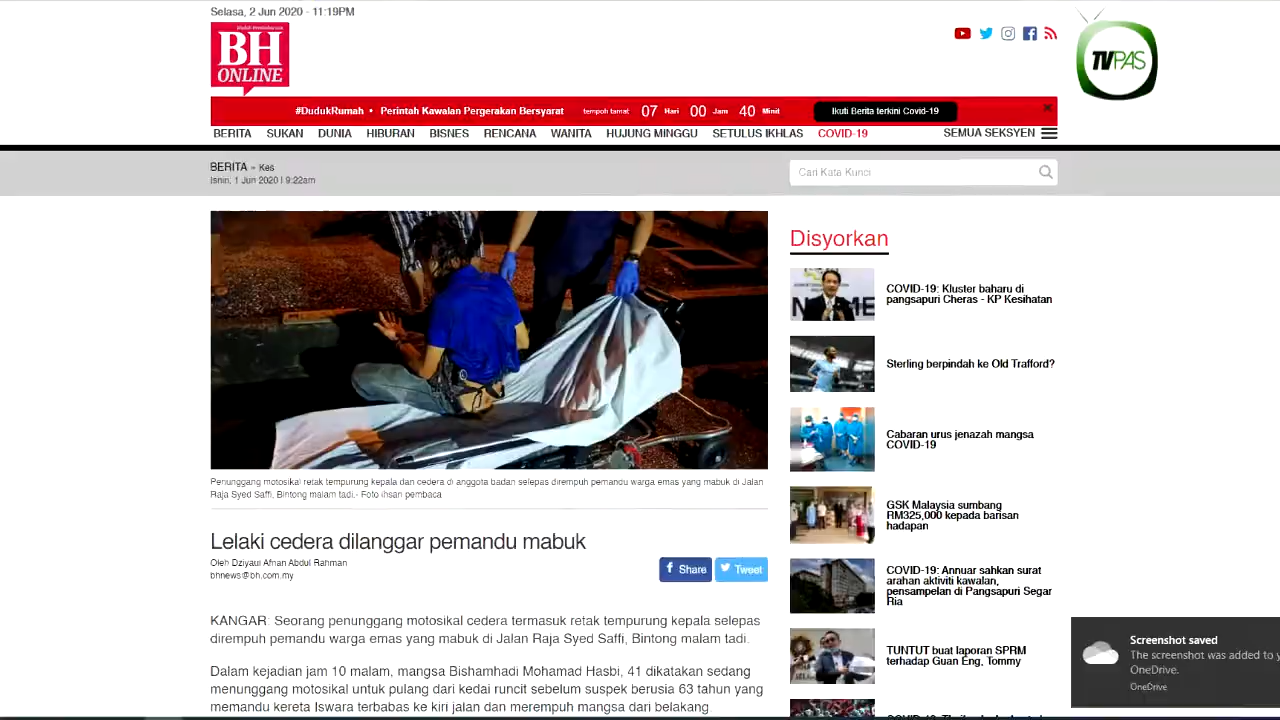 Selasa, 2 Jun 2020 - 11:19PM
BH
ONLINE
TVPAS
#DudukRumah • Perintah Kawalan Pergerakan Bersyarat tempoh tamat 07 Hari 00 Jam 40 Minit Ikuti Berita terkini Covid-19
BERITA SUKAN DUNIA HIBURAN BISNES RENCANA WANITA HUJUNG MINGGU SETULUS IKHLAS COVID-19 SEMUA SEKSYEN
BERITA » Kes
Isnin, 1 Jun 2020 | 9:22am
Cari Kata Kunci
Penunggang motosikal retak tempurung kepala dan cedera di anggota badan selepas dirempuh pemandu warga emas yang mabuk di Jalan
Raja Syed Saffi, Bintong malam tadi.- Foto ihsan pembaca
Lelaki cedera dilanggar pemandu mabuk
Oleh Dziyaul Afnan Abdul Rahman
bhnews@bh.com.my
Share Tweet
KANGAR: Seorang penunggang motosikal cedera termasuk retak tempurung kepala selepas
dirempuh pemandu warga emas yang mabuk di Jalan Raja Syed Saffi, Bintong malam tadi.
Dalam kejadian jam 10 malam, mangsa Bidaramhadi Mohamad Hasbi, 41 dikatakan sedang
menunggang motosikal untuk pulang dari kedai runcit sebelum suspek berusia 63 tahun yang
memandu kereta Iswara terbabas ke kiri jalan dan merempuh mangsa dari belakang
Disyorkan
COVID-19: Kluster baharu di
pangsapuri Cheras - KP Kesihatan
Sterling berpindah ke Old Trafford?
Cabaran urus jenazah mangsa
COVID-19
GSK Malaysia sumbang
RM325,000 kepada barisan
hadapan
COVID-19: Annuar sahkan surat
arahan aktiviti kawalan,
pensampelan di Pangsapuri Segar
Ria
TUNTUT buat laporan SPRM
terhadap Guan Eng, Tommy
Screenshot saved
The screenshot was added to
OneDrive.
OneDrive